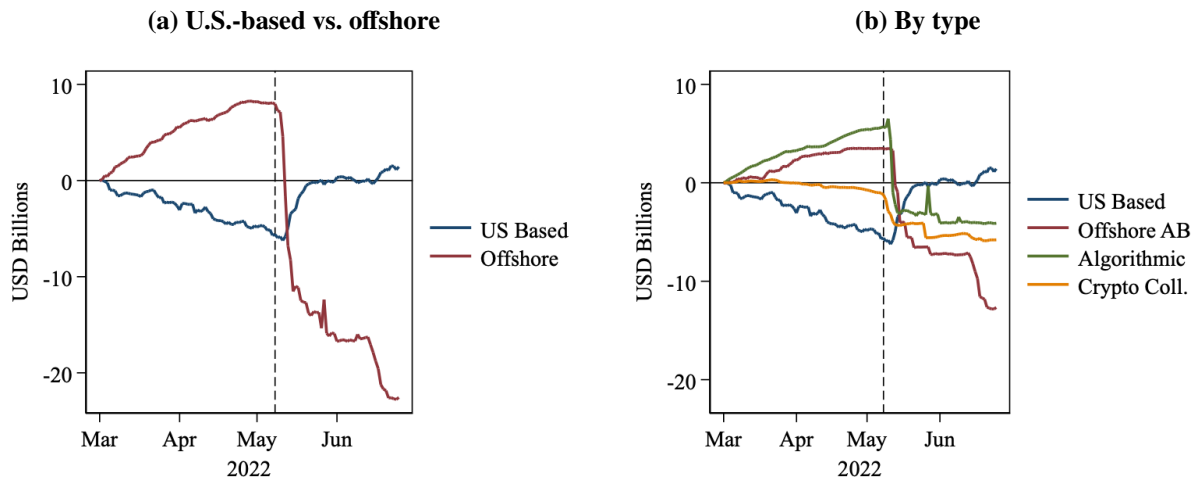 (a) U.S.-based vs. offshore
USD Billions
10
0
-10
-20
Mar
Apr
May
Jun
2022
US Based
Offshore
(b) By type
USD Billions
10
0
-10
-20
Mar
Apr
May
Jun
2022
US Based
Offshore AB
Algorithmic
Crypto Coll.